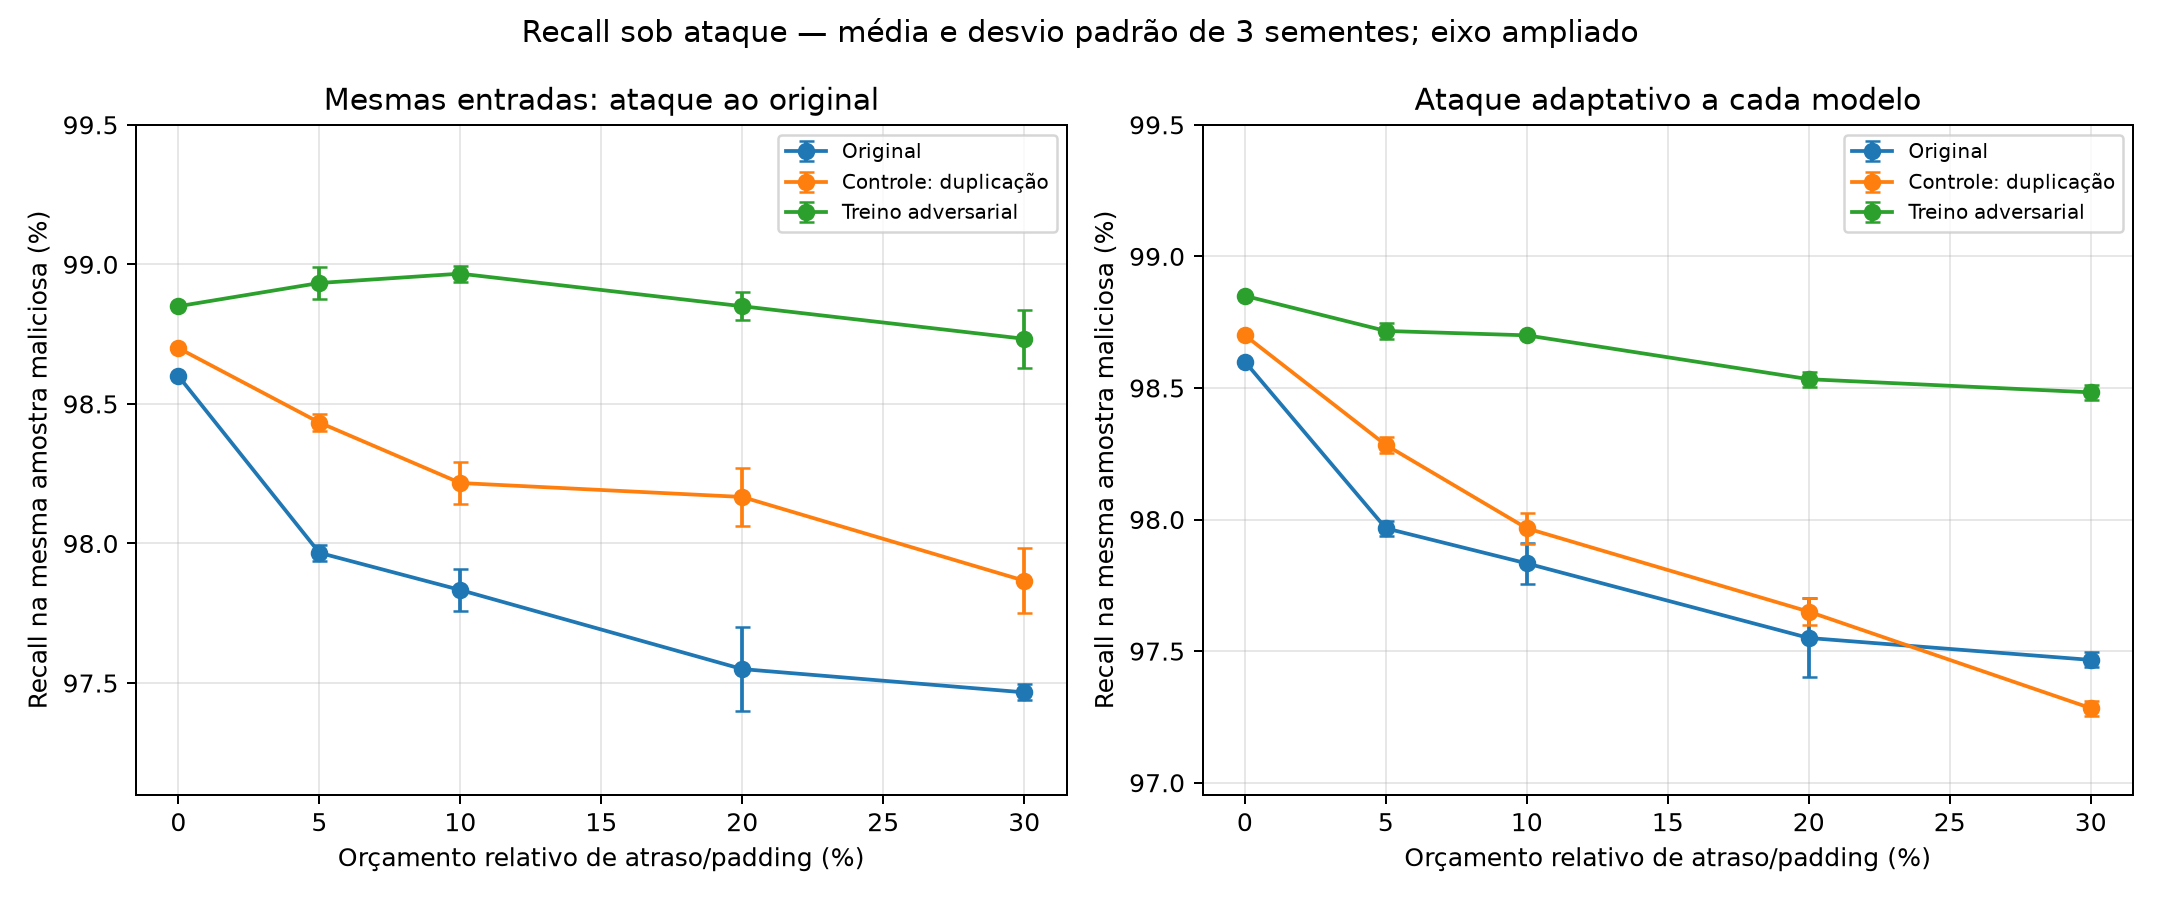 Recall sob ataque — média e desvio padrão de 3 sementes; eixo ampliado
Mesmas entradas: ataque ao original
Recall na mesma amostra maliciosa (%)
99.5
99.0
98.5
98.0
97.5
Original
Controle: duplicação
Treino adversarial
0
5
10
15
20
25
30
Orçamento relativo de atraso/padding (%)
Ataque adaptativo a cada modelo
Recall na mesma amostra maliciosa (%)
99.5
99.0
98.5
98.0
97.5
97.0
Original
Controle: duplicação
Treino adversarial
0
5
10
15
20
25
30
Orçamento relativo de atraso/padding (%)